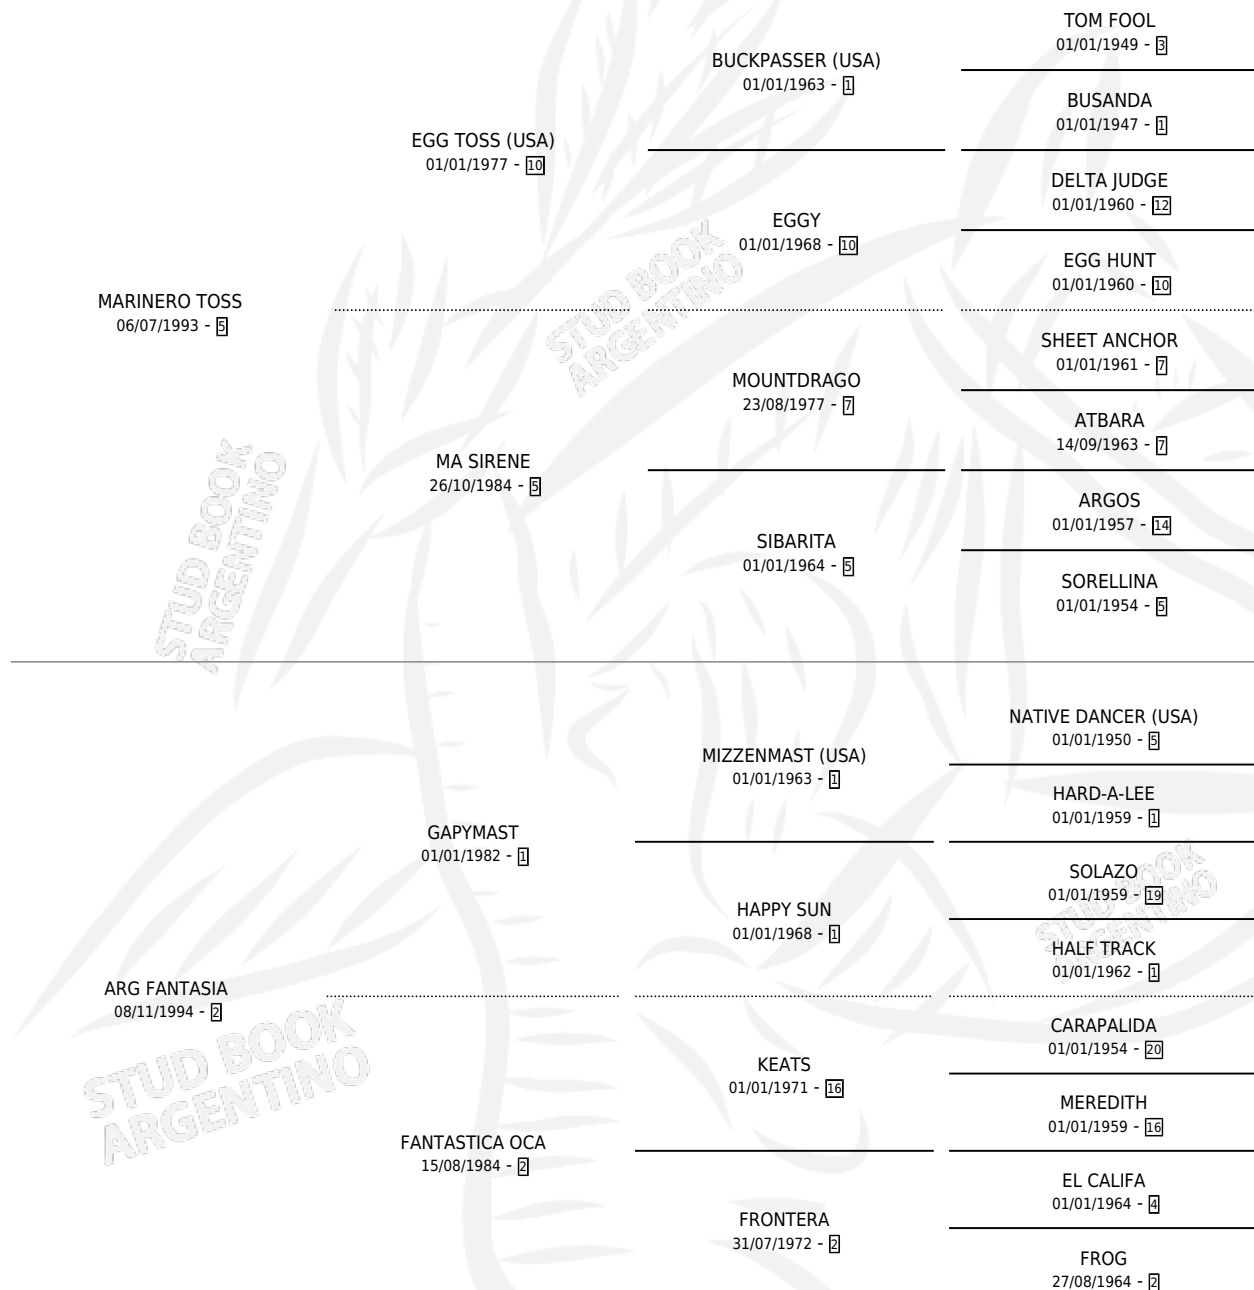 TOM FOOL
01/01/1949 - 3
BUCKPASSER (USA)
01/01/1963 - 1
BUSANDA
01/01/1947 - 1
EGG TOSS (USA)
01/01/1977 - 10
DELTA JUDGE
01/01/1960 - 12
EGGY
01/01/1968 - 10
EGG HUNT
01/01/1960 - 10
MARINERO TOSS
06/07/1993 - 5
SHEET ANCHOR
01/01/1961 - 7
MOUNTDRAGO
23/08/1977 - 7
ATBARA
14/09/1963 - 7
MA SIRENE
26/10/1984 - 5
ARGOS
01/01/1957 - 14
SIBARITA
01/01/1964 - 5
SORELLINA
01/01/1954 - 5
NATIVE DANCER (USA)
01/01/1950 - 5
MIZZENMAST (USA)
01/01/1963 - 1
HARD-A-LEE
01/01/1959 - 1
GAPYMAST
01/01/1982 - 1
SOLAZO
01/01/1959 - 19
HAPPY SUN
01/01/1968 - 1
HALF TRACK
01/01/1962 - 1
ARG FANTASIA
08/11/1994 - 2
CARAPALIDA
01/01/1954 - 20
KEATS
01/01/1971 - 16
MEREDITH
01/01/1959 - 16
FANTASTICA OCA
15/08/1984 - 2
EL CALIFA
01/01/1964 - 4
FRONTERA
31/07/1972 - 2
FROG
27/08/1964 - 2
STUD BOOK
ARGENTINO
STUD BOOK
ARGENTINO
STUD BOOK
ARGENTINO
STUD BOOK
ARGENTINO